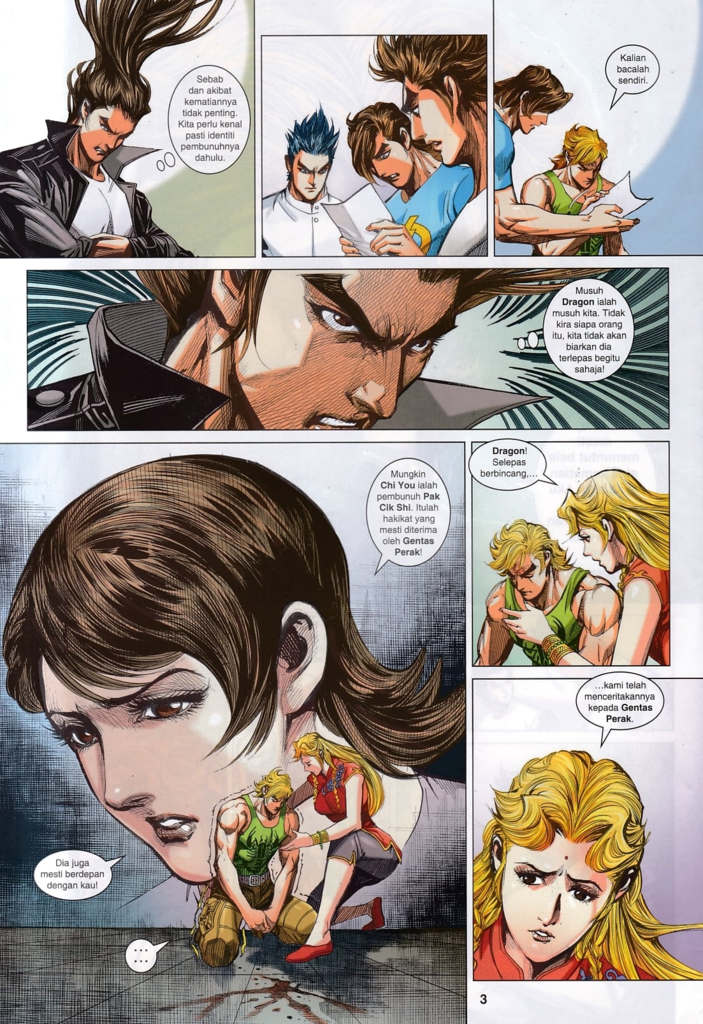 Sebab
dan akibat
kematiannya
tidak penting.
Kita perlu kenal
pasti identiti
pembunuhnya
dahulu.
Kalian
bacalah
sendiri.
Musuh
Dragon ialah
musuh kita. Tidak
kira siapa orang
itu, kita tidak akan
biarkan dia
terlepas begitu
sahaja!
Mungkin
Chi You ialah
pembunuh Pak
Cik Shi. Itulah
hakikat yang
mesti diterima
oleh Gentas
Perak!
Dragon!
Selepas
berbincang,...
...kami telah
menceritakannya
kepada Gentas
Perak.
Dia juga
mesti berdepan
dengan kau!
...
...
3